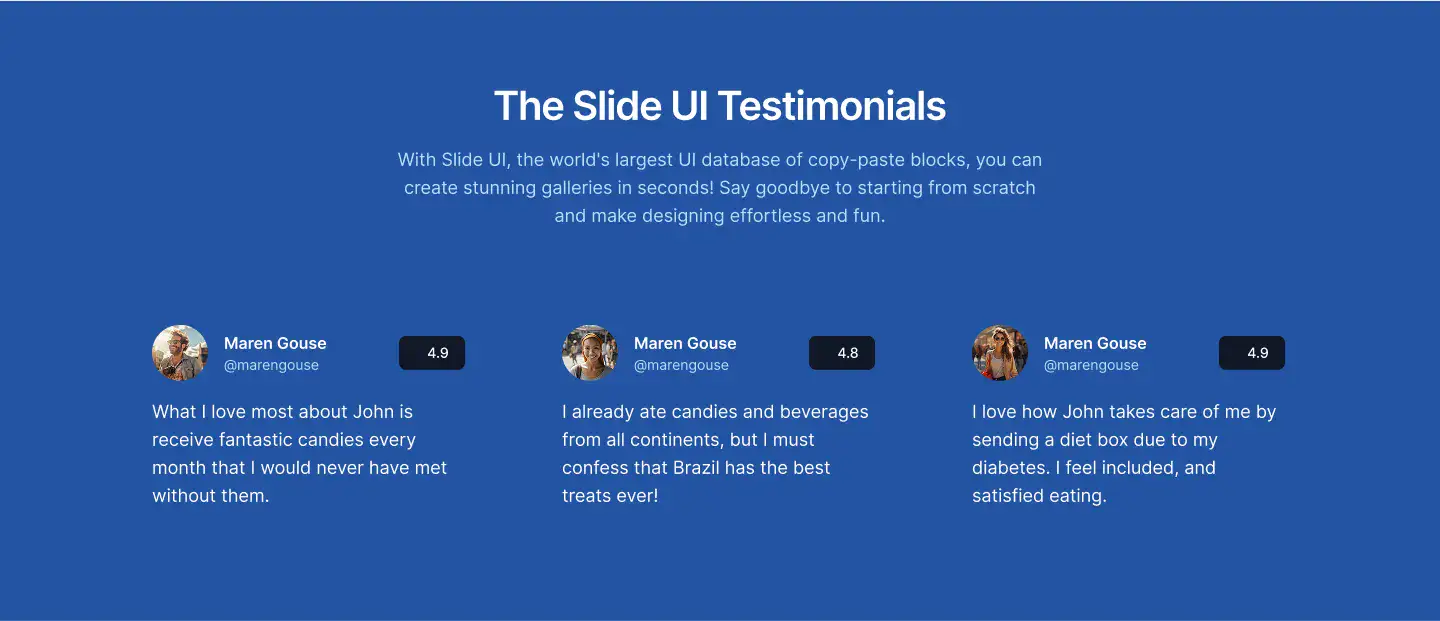 The Slide UI Testimonials
With Slide UI, the world's largest UI database of copy-paste blocks, you can
create stunning galleries in seconds! Say goodbye to starting from scratch
and make designing effortless and fun.
Maren Gouse
@marengouse
4.9
What I love most about John is
receive fantastic candies every
month that I would never have met
without them.
Maren Gouse
@marengouse
4.8
I already ate candies and beverages
from all continents, but I must
confess that Brazil has the best
treats ever!
Maren Gouse
@marengouse
4.9
I love how John takes care of me by
sending a diet box due to my
diabetes. I feel included, and
satisfied eating.